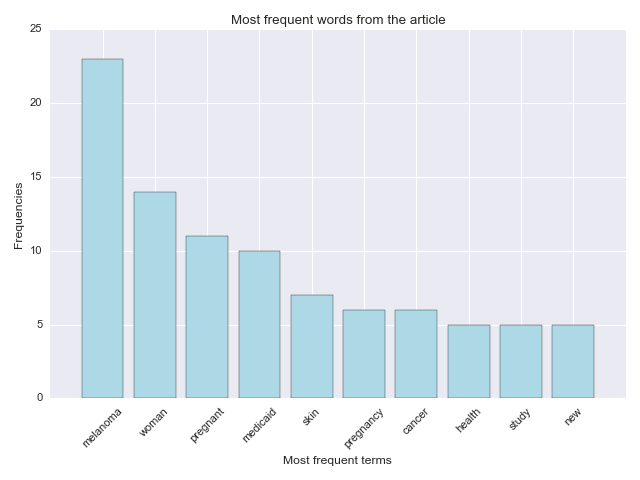 Most frequent words from the article
Frequencies
25
20
15
10
5
0
melanoma
woman
pregnant
medicaid
skin
pregnancy
cancer
health
study
new
Most frequent terms